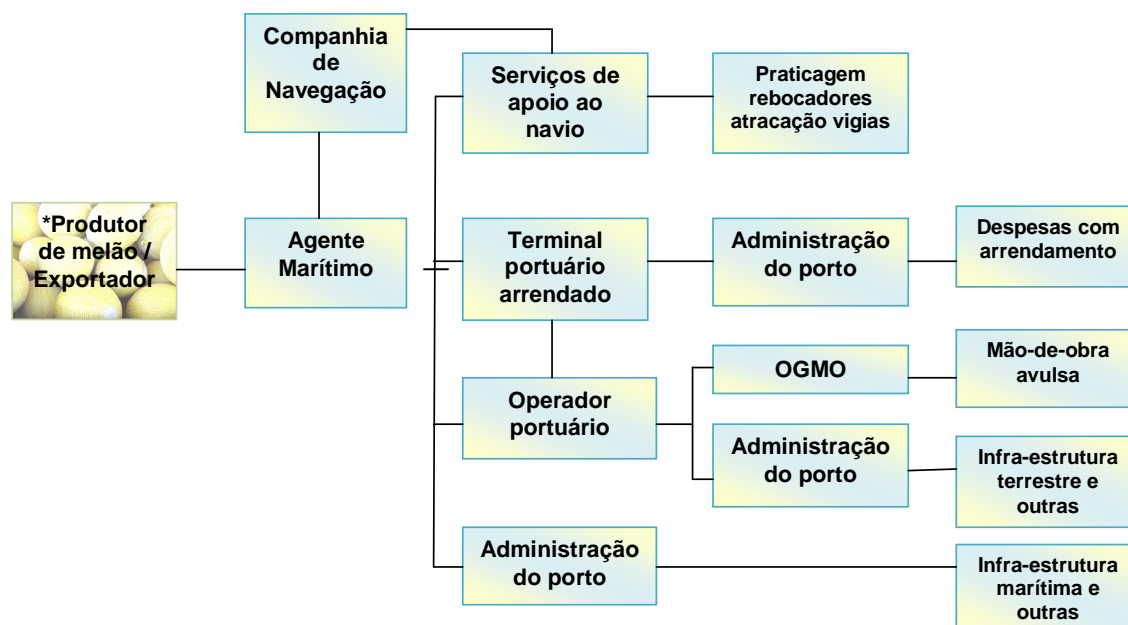 Companhia
de
Navegação
Serviços de
apoio ao
navio
Praticagem
rebocadores
atracação vigias
*Produtor
de melão /
Exportador
Agente
Marítimo
Terminal
portuário
arrendado
Administração
do porto
Despesas com
arrendamento
Operador
portuário
OGMO
Mão-de-obra
avulsa
Administração
do porto
Infra-estrutura
terrestre e
outras
Administração
do porto
Infra-estrutura
marítima e
outras